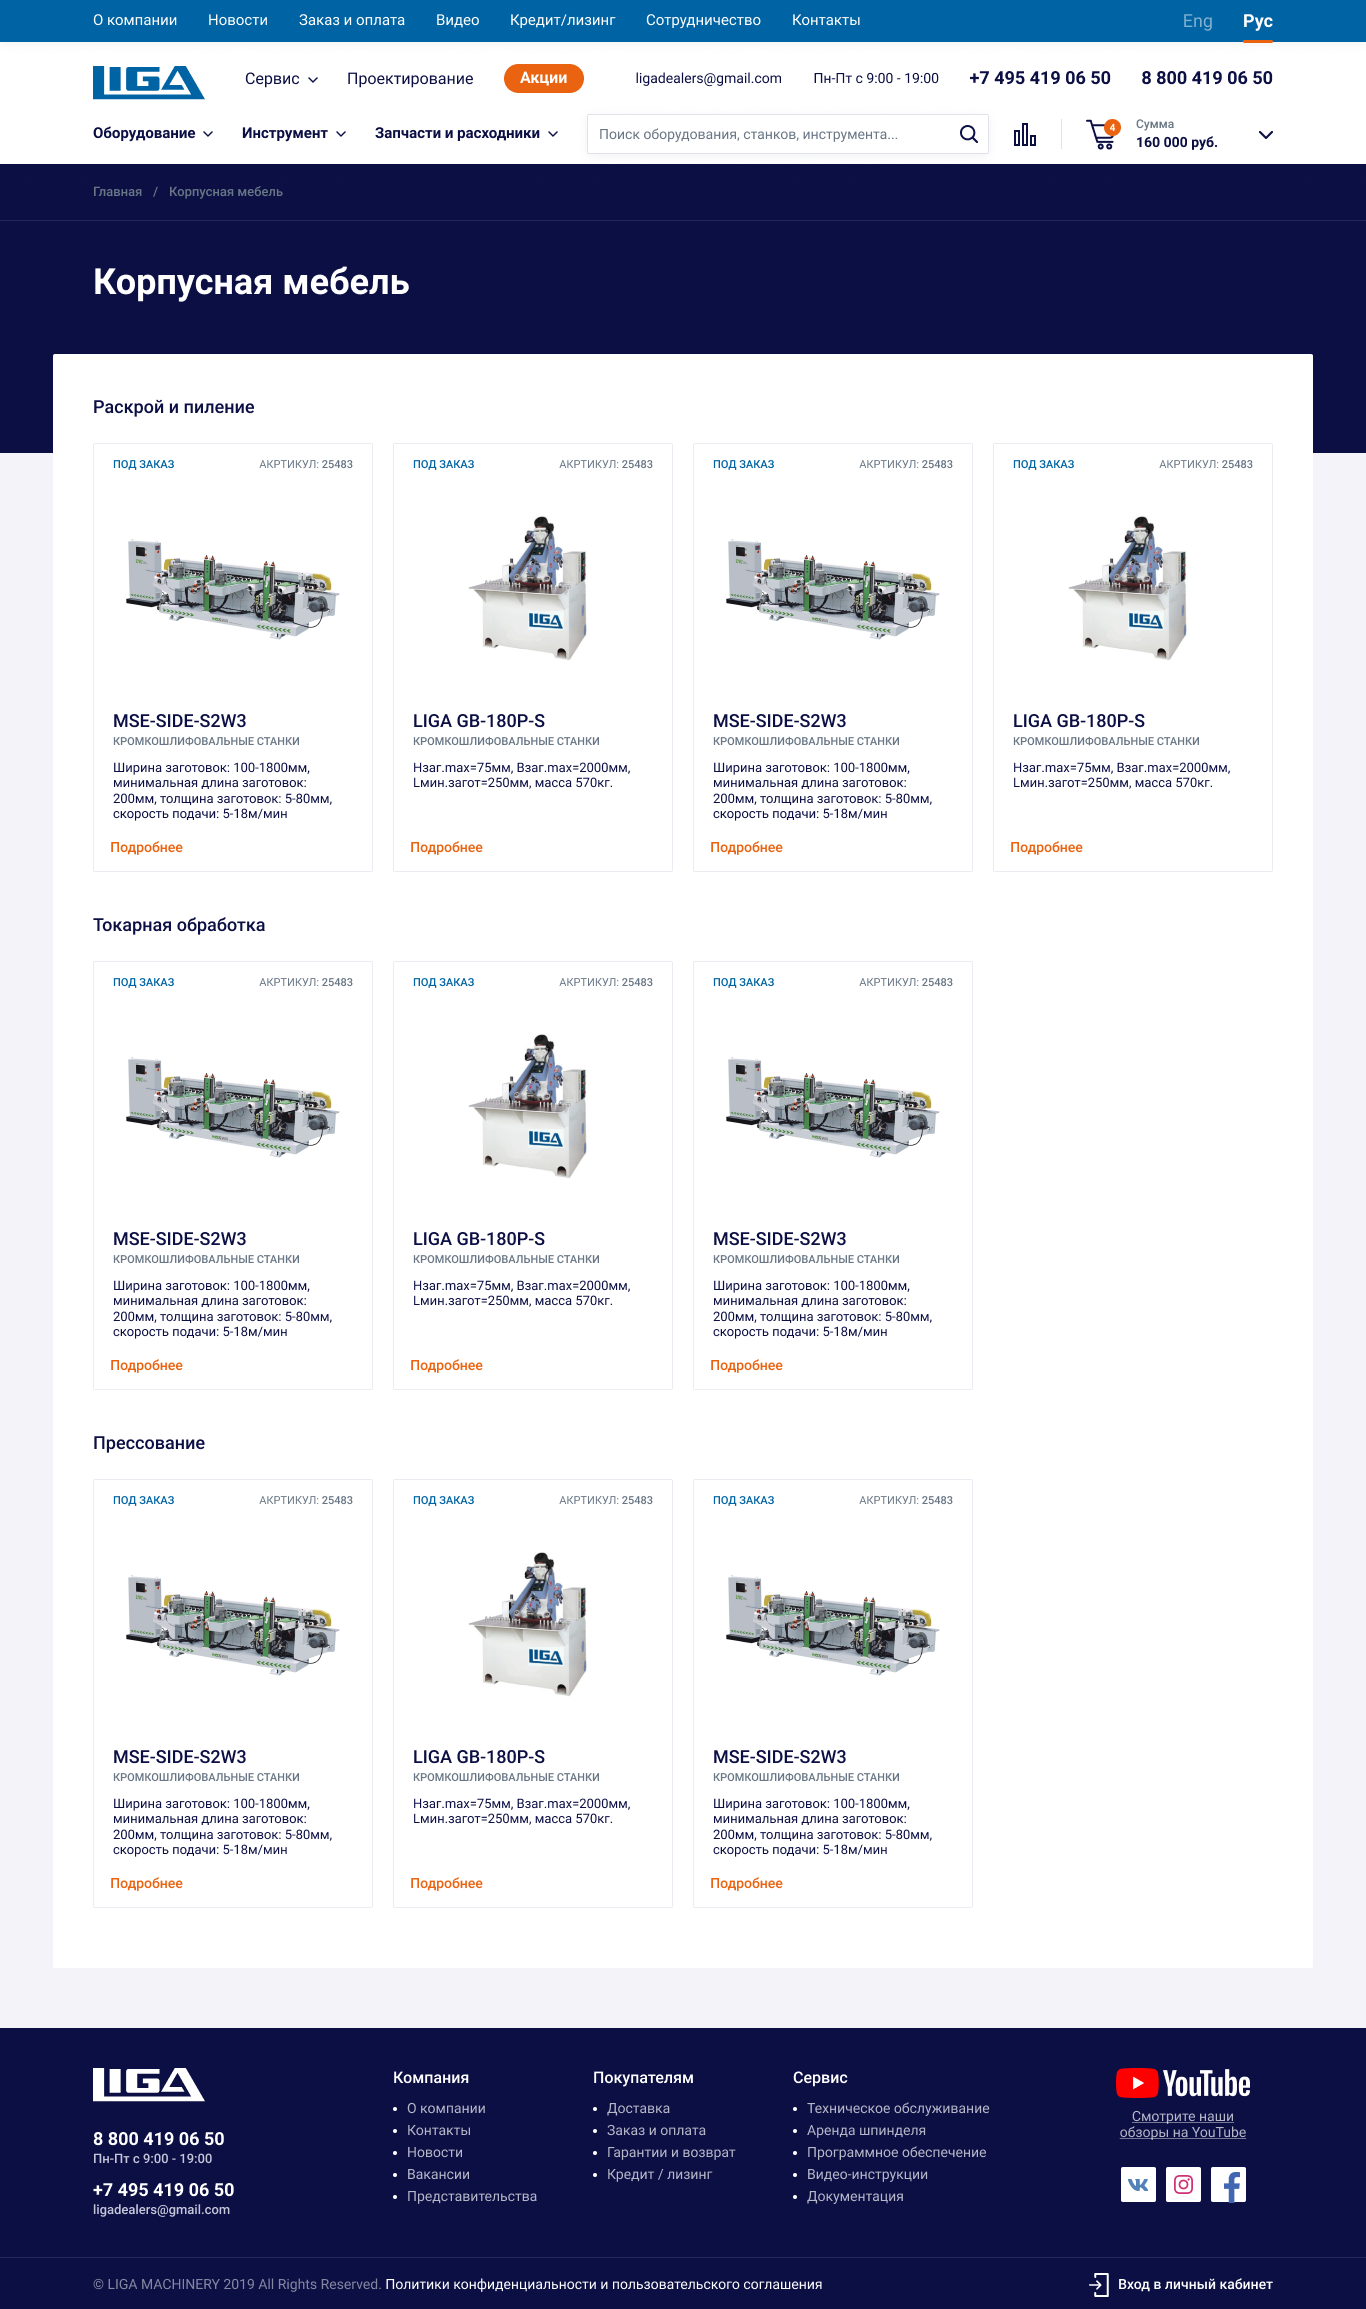 О компании Новости Заказ и оплата Видео Кредит/лизинг Сотрудничество Контакты Eng Рус
LIGA Сервис Проектирование Акции ligadealers@gmail.com Пн-Пт с 9:00 - 19:00 +7 495 419 06 50 8 800 419 06 50
Оборудование Инструмент Запчасти и расходники Поиск оборудования, станков, инструмента... 4 Сумма
160 000 руб.
Главная / Корпусная мебель
Корпусная мебель
Раскрой и пиление
ПОД ЗАКАЗ АКРТИКУЛ: 25483 ПОД ЗАКАЗ АКРТИКУЛ: 25483 ПОД ЗАКАЗ АКРТИКУЛ: 25483 ПОД ЗАКАЗ АКРТИКУЛ: 25483
LIGA LIGA
MSE-SIDE-S2W3 LIGA GB-180P-S MSE-SIDE-S2W3 LIGA GB-180P-S
КРОМКОШЛИФОВАЛЬНЫЕ СТАНКИ КРОМКОШЛИФОВАЛЬНЫЕ СТАНКИ КРОМКОШЛИФОВАЛЬНЫЕ СТАНКИ КРОМКОШЛИФОВАЛЬНЫЕ СТАНКИ
Ширина заготовок: 100-1800мм, Hзаг.max=75мм, Bзаг.max=2000мм, Ширина заготовок: 100-1800мм, Hзаг.max=75мм, Bзаг.max=2000мм,
минимальная длина заготовок: Lмин.загот=250мм, масса 570кг. минимальная длина заготовок: Lмин.загот=250мм, масса 570кг.
200мм, толщина заготовок: 5-80мм, 200мм, толщина заготовок: 5-80мм,
скорость подачи: 5-18м/мин скорость подачи: 5-18м/мин
Подробнее Подробнее Подробнее Подробнее
Токарная обработка
ПОД ЗАКАЗ АКРТИКУЛ: 25483 ПОД ЗАКАЗ АКРТИКУЛ: 25483 ПОД ЗАКАЗ АКРТИКУЛ: 25483
LIGA
MSE-SIDE-S2W3 LIGA GB-180P-S MSE-SIDE-S2W3
КРОМКОШЛИФОВАЛЬНЫЕ СТАНКИ КРОМКОШЛИФОВАЛЬНЫЕ СТАНКИ КРОМКОШЛИФОВАЛЬНЫЕ СТАНКИ
Ширина заготовок: 100-1800мм, Hзаг.max=75мм, Bзаг.max=2000мм, Ширина заготовок: 100-1800мм,
минимальная длина заготовок: Lмин.загот=250мм, масса 570кг. минимальная длина заготовок:
200мм, толщина заготовок: 5-80мм, 200мм, толщина заготовок: 5-80мм,
скорость подачи: 5-18м/мин скорость подачи: 5-18м/мин
Подробнее Подробнее Подробнее
Прессование
ПОД ЗАКАЗ АКРТИКУЛ: 25483 ПОД ЗАКАЗ АКРТИКУЛ: 25483 ПОД ЗАКАЗ АКРТИКУЛ: 25483
LIGA
MSE-SIDE-S2W3 LIGA GB-180P-S MSE-SIDE-S2W3
КРОМКОШЛИФОВАЛЬНЫЕ СТАНКИ КРОМКОШЛИФОВАЛЬНЫЕ СТАНКИ КРОМКОШЛИФОВАЛЬНЫЕ СТАНКИ
Ширина заготовок: 100-1800мм, Hзаг.max=75мм, Bзаг.max=2000мм, Ширина заготовок: 100-1800мм,
минимальная длина заготовок: Lмин.загот=250мм, масса 570кг. минимальная длина заготовок:
200мм, толщина заготовок: 5-80мм, 200мм, толщина заготовок: 5-80мм,
скорость подачи: 5-18м/мин скорость подачи: 5-18м/мин
Подробнее Подробнее Подробнее
LIGA
8 800 419 06 50
Пн-Пт с 9:00 - 19:00
+7 495 419 06 50
ligadealers@gmail.com
Компания
О компании
Контакты
Новости
Вакансии
Представительства
Покупателям
Доставка
Заказ и оплата
Гарантии и возврат
Кредит / лизинг
Сервис
Техническое обслуживание
Аренда шпинделя
Программное обеспечение
Видео-инструкции
Документация
YouTube
Смотрите наши
обзоры на YouTube
© LIGA MACHINERY 2019 All Rights Reserved. Политики конфиденциальности и пользовательского соглашения Вход в личный кабинет